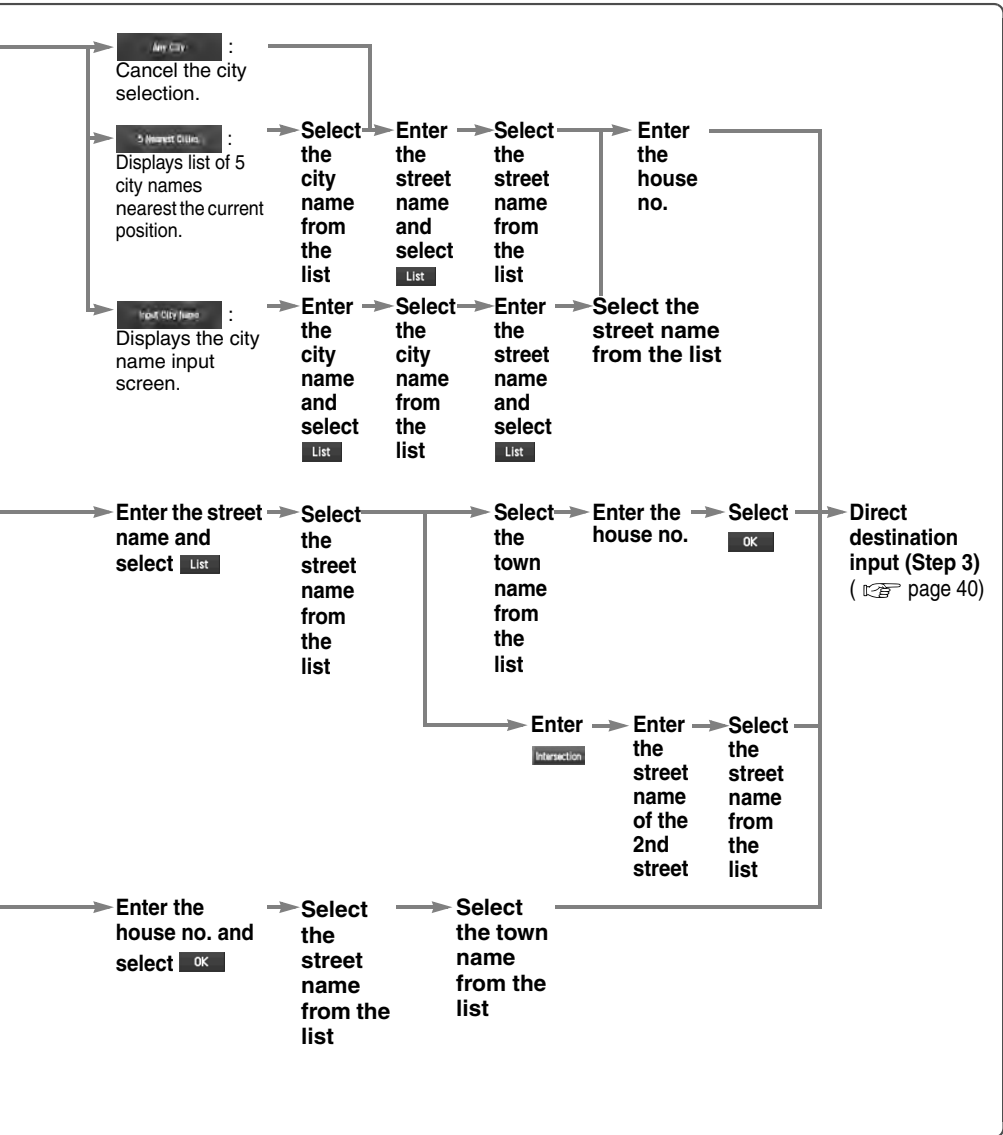 Any City :
Cancel the city
selection.
5 Nearest Cities :
Displays list of 5
city names
nearest the current
position.
Select
the
city
name
from
the
list
Enter
the
street
name
and
select
List
Select
the
street
name
from
the
list
Enter
the
house
no.
Input City Name :
Displays the city
name input
screen.
Enter
the
city
name
and
select
List
Select
the
city
name
from
the
list
Enter
the
street
name
and
select
List
Select the
street name
from the list
Enter the street
name and
select List
Select
the
street
name
from
the
list
Select
the
town
name
from
the
list
Enter the
house no.
Select
OK
Direct
destination
input (Step 3)
( ☞ page 40)
Enter
Intersection
Enter
the
street
name
of the
2nd
street
Select
the
street
name
from
the
list
Enter the
house no. and
select OK
Select
the
street
name
from the
list
Select
the town
name
from the
list